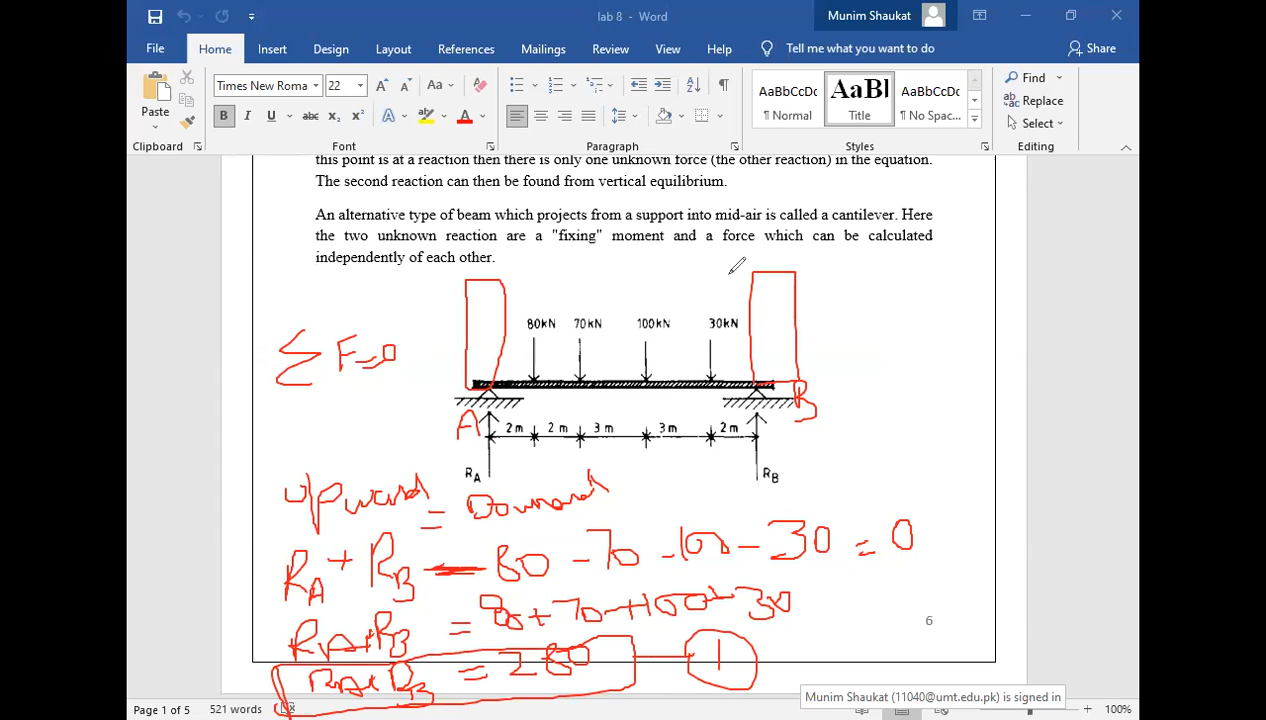 lab 8 - Word
Munim Shaukat
File Home Insert Design Layout References Mailings Review View Help Tell me what you want to do Share
Times New Roma 22 Aa
Paste B I U abc X₂ X² A A
AaBbCcDc AaBl AaBbCcD
¶ Normal Title ¶ No Spac...
Find
Replace
Select
Clipboard Font Paragraph Styles Editing
this point is at a reaction then there is only one unknown force (the other reaction) in the equation.
The second reaction can then be found from vertical equilibrium.
An alternative type of beam which projects from a support into mid-air is called a cantilever. Here
the two unknown reaction are a "fixing" moment and a force which can be calculated
independently of each other.
80kN 70KN 100kN 30kN
Σ F=0
A B
2 m 2 m 3 m 3 m 2 m
RA RB
upward = Downward
RA + RB - 80 - 70 - 100 - 30 = 0
RA+RB = 80+70+100+30
RA+RB = 280 1
6
Munim Shaukat (11040@umt.edu.pk) is signed in
Page 1 of 5 521 words 100%